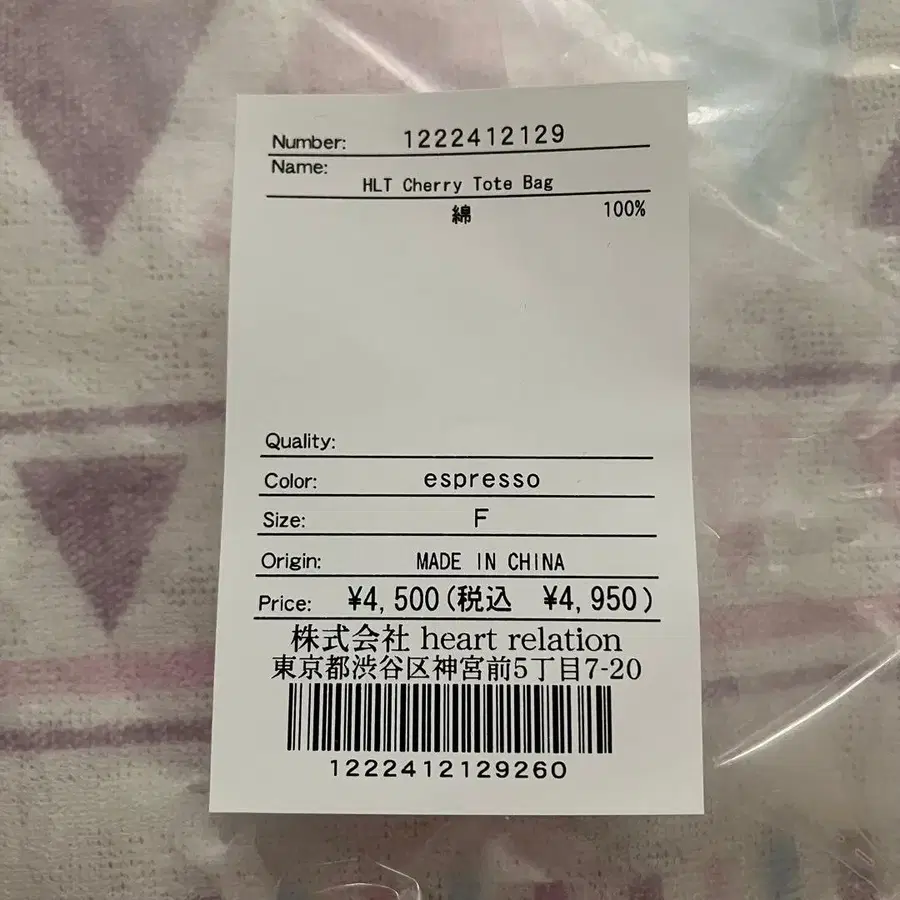 Number: 1222412129
Name:
HLT Cherry Tote Bag
綿 100%
Quality:
Color: espresso
Size: F
Origin: MADE IN CHINA
Price: ¥4,500(税込 ¥4,950)
株式会社 heart relation
東京都渋谷区神宮前5丁目7-20
1222412129260